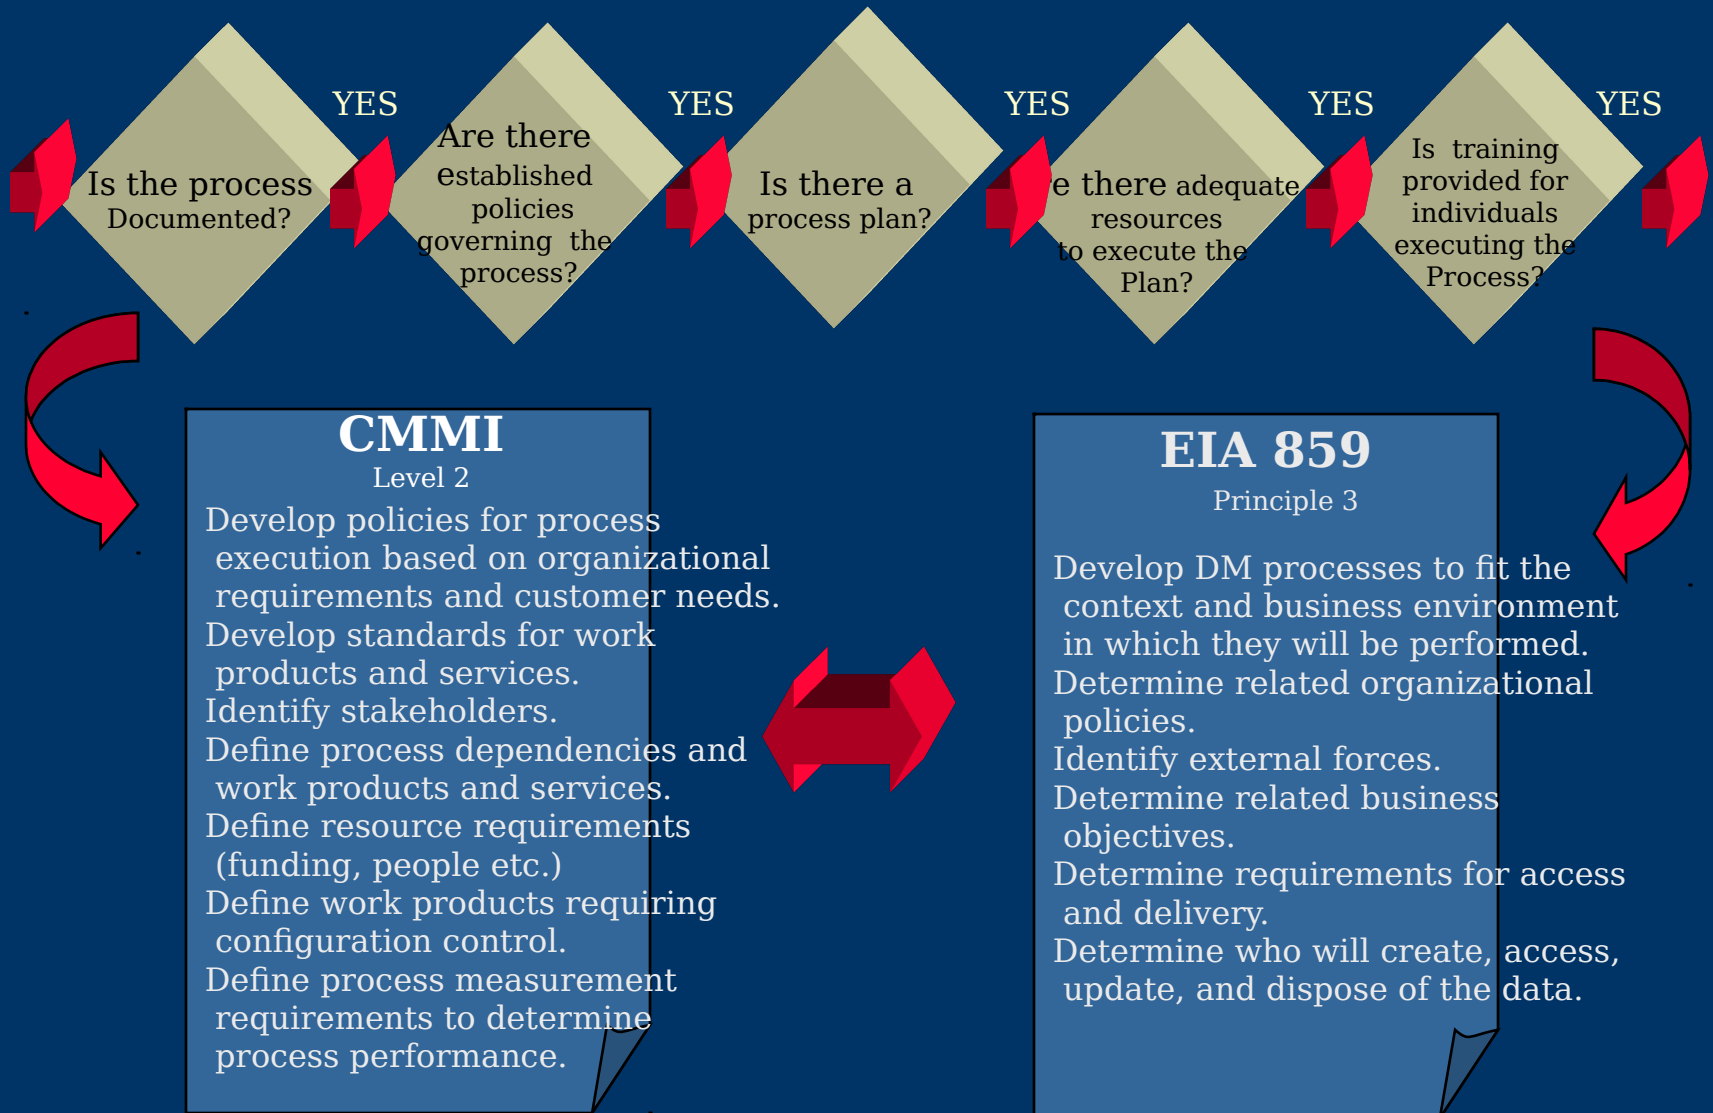 YES
YES
YES
YES
YES
Is the process
Documented?
Are there
established
policies
governing the
process?
Is there a
process plan?
e there adequate
resources
to execute the
Plan?
Is training
provided for
individuals
executing the
Process?
CMMI
Level 2
Develop policies for process
execution based on organizational
requirements and customer needs.
Develop standards for work
products and services.
Identify stakeholders.
Define process dependencies and
work products and services.
Define resource requirements
(funding, people etc.)
Define work products requiring
configuration control.
Define process measurement
requirements to determine
process performance.
EIA 859
Principle 3
Develop DM processes to fit the
context and business environment
in which they will be performed.
Determine related organizational
policies.
Identify external forces.
Determine related business
objectives.
Determine requirements for access
and delivery.
Determine who will create, access,
update, and dispose of the data.